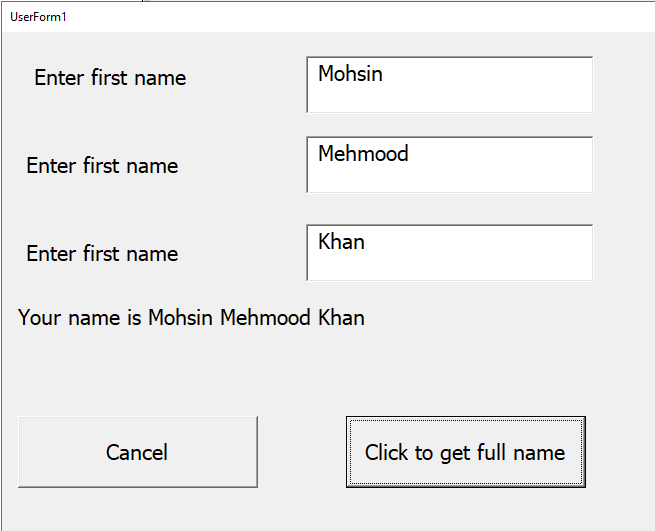 UserForm1
Enter first name
Mohsin
Enter first name
Mehmood
Enter first name
Khan
Your name is Mohsin Mehmood Khan
Cancel
Click to get full name